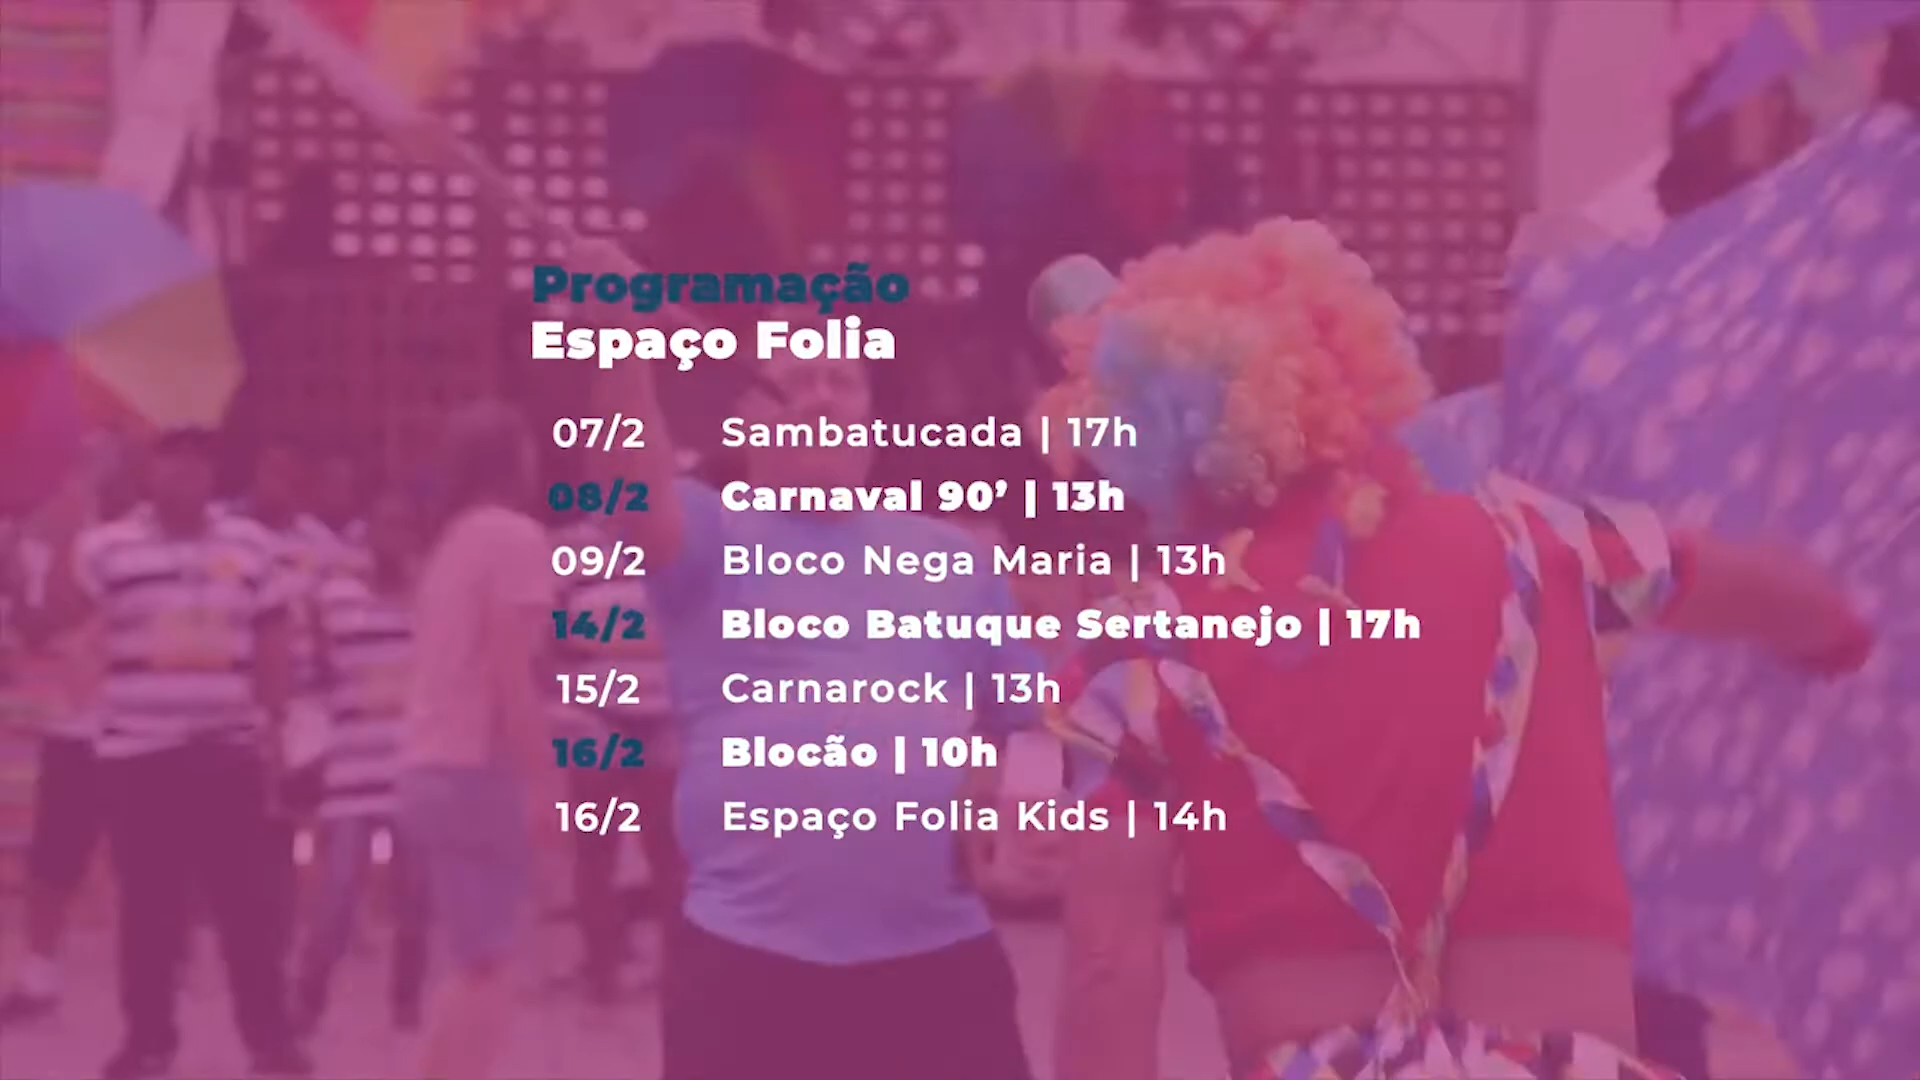 Programação
Espaço Folia
07/2 Sambatucada | 17h
08/2 Carnaval 90’ | 13h
09/2 Bloco Nega Maria | 13h
14/2 Bloco Batuque Sertanejo | 17h
15/2 Carnarock | 13h
16/2 Blocão | 10h
16/2 Espaço Folia Kids | 14h